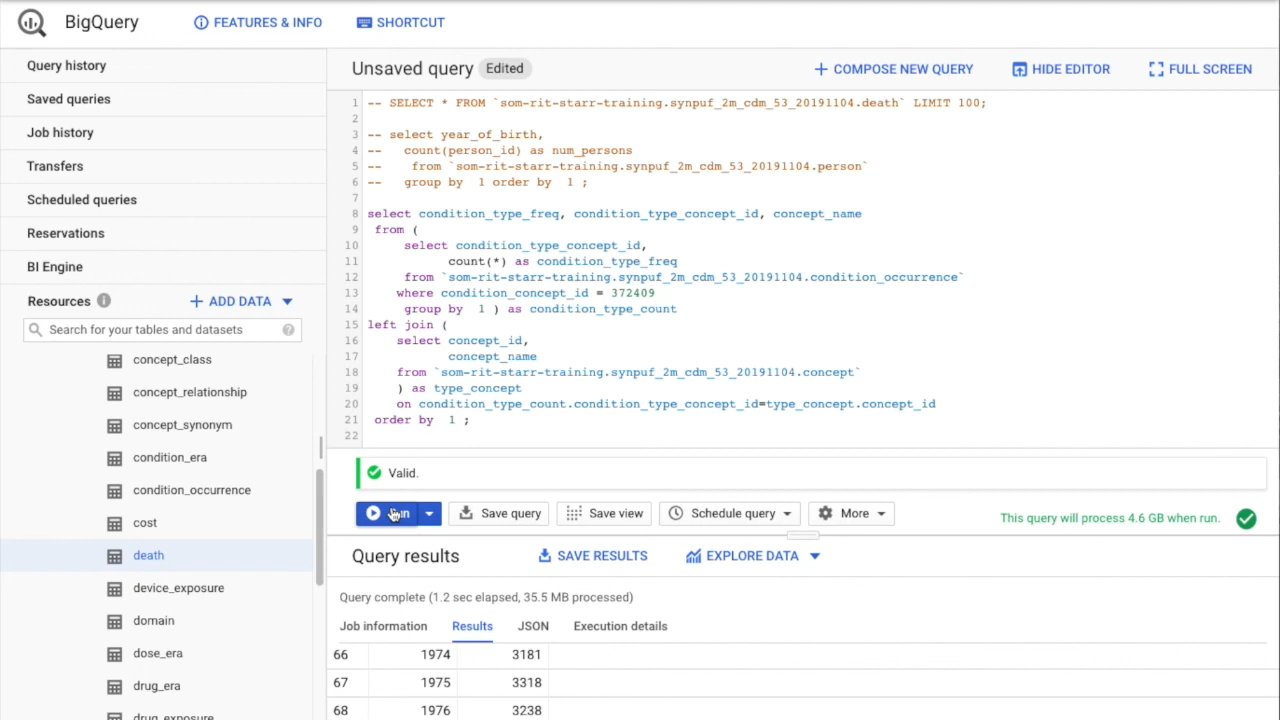 BigQuery
FEATURES & INFO
SHORTCUT
Query history
Saved queries
Job history
Transfers
Scheduled queries
Reservations
BI Engine
Resources
+ ADD DATA
Search for your tables and datasets
concept_class
concept_relationship
concept_synonym
condition_era
condition_occurrence
cost
death
device_exposure
domain
dose_era
drug_era
drug_exposure
Unsaved query Edited
+ COMPOSE NEW QUERY
HIDE EDITOR
FULL SCREEN
1 -- SELECT * FROM `som-rit-starr-training.synpuf_2m_cdm_53_20191104.death` LIMIT 100;
2
3 -- select year_of_birth,
4 --   count(person_id) as num_persons
5 --    from `som-rit-starr-training.synpuf_2m_cdm_53_20191104.person`
6 --   group by  1 order by  1 ;
7
8 select condition_type_freq, condition_type_concept_id, concept_name
9 from (
10 select condition_type_concept_id,
11 count(*) as condition_type_freq
12 from `som-rit-starr-training.synpuf_2m_cdm_53_20191104.condition_occurrence`
13 where condition_concept_id = 372409
14 group by  1 ) as condition_type_count
15 left join (
16 select concept_id,
17 concept_name
18 from `som-rit-starr-training.synpuf_2m_cdm_53_20191104.concept`
19 ) as type_concept
20 on condition_type_count.condition_type_concept_id=type_concept.concept_id
21 order by  1 ;
22
Valid.
Save query
Save view
Schedule query
More
This query will process 4.6 GB when run.
Query results
SAVE RESULTS
EXPLORE DATA
Query complete (1.2 sec elapsed, 35.5 MB processed)
Job information Results JSON Execution details
66 1974 3181
67 1975 3318
68 1976 3238